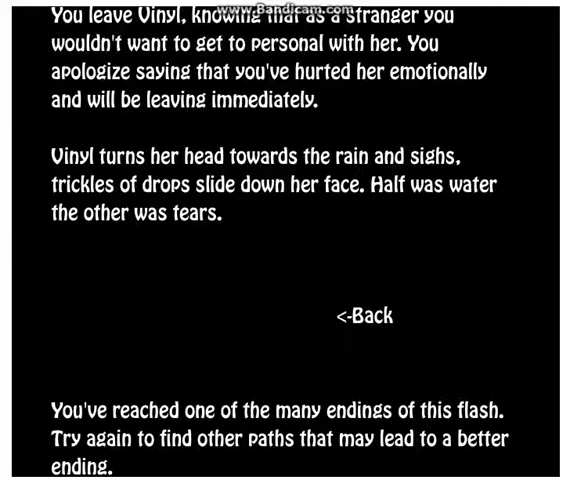 www.Bandicam.com
You leave Vinyl, knowing that as a stranger you
wouldn't want to get to personal with her. You
apologize saying that you've hurted her emotionally
and will be leaving immediately.
Vinyl turns her head towards the rain and sighs,
trickles of drops slide down her face. Half was water
the other was tears.
<-Back
You've reached one of the many endings of this flash.
Try again to find other paths that may lead to a better
ending.